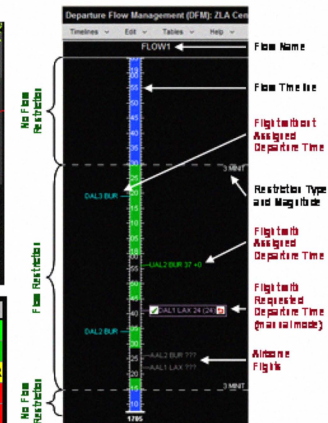 Departure Flow Management (DFM): ZLA Cen
Timelines Edit Tables Help
FLOW1
Flow Name
Flow Timeline
No Flow
Restriction
Flight without
Assigned
Departure Time
3 MNIT
DAL3 BUR
Restriction Type
and Magnitude
Flight with
Assigned
Departure Time
UAL2 BUR 37 +0
Flow Restriction
Flight with
Requested
Departure Time
(manual mode)
DAL1 LAX 24 (24
DAL2 BUR
AAL2 BUR ???
AAL1 LAX ???
Airborne
Flights
3 MNIT
No Flow
Restriction
1705